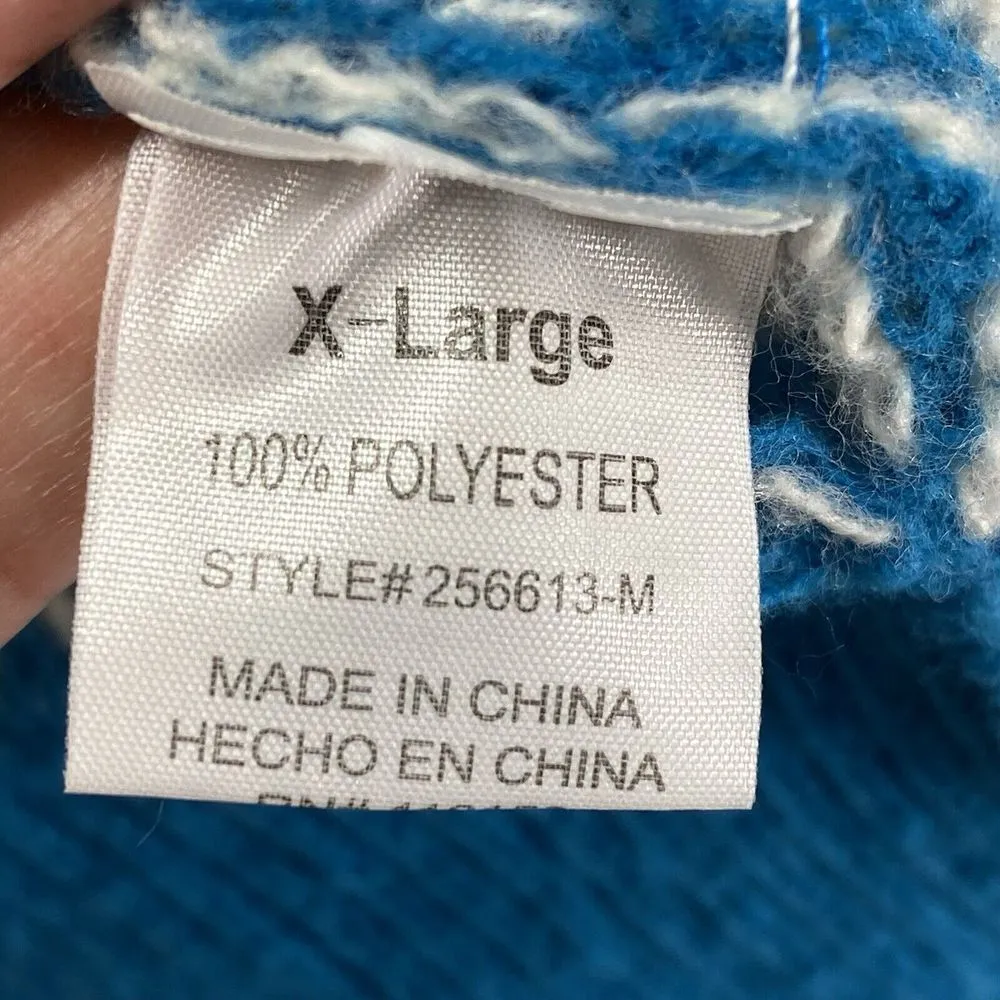 X-Large
100% POLYESTER
STYLE# 256613-M
MADE IN CHINA
HECHO EN CHINA